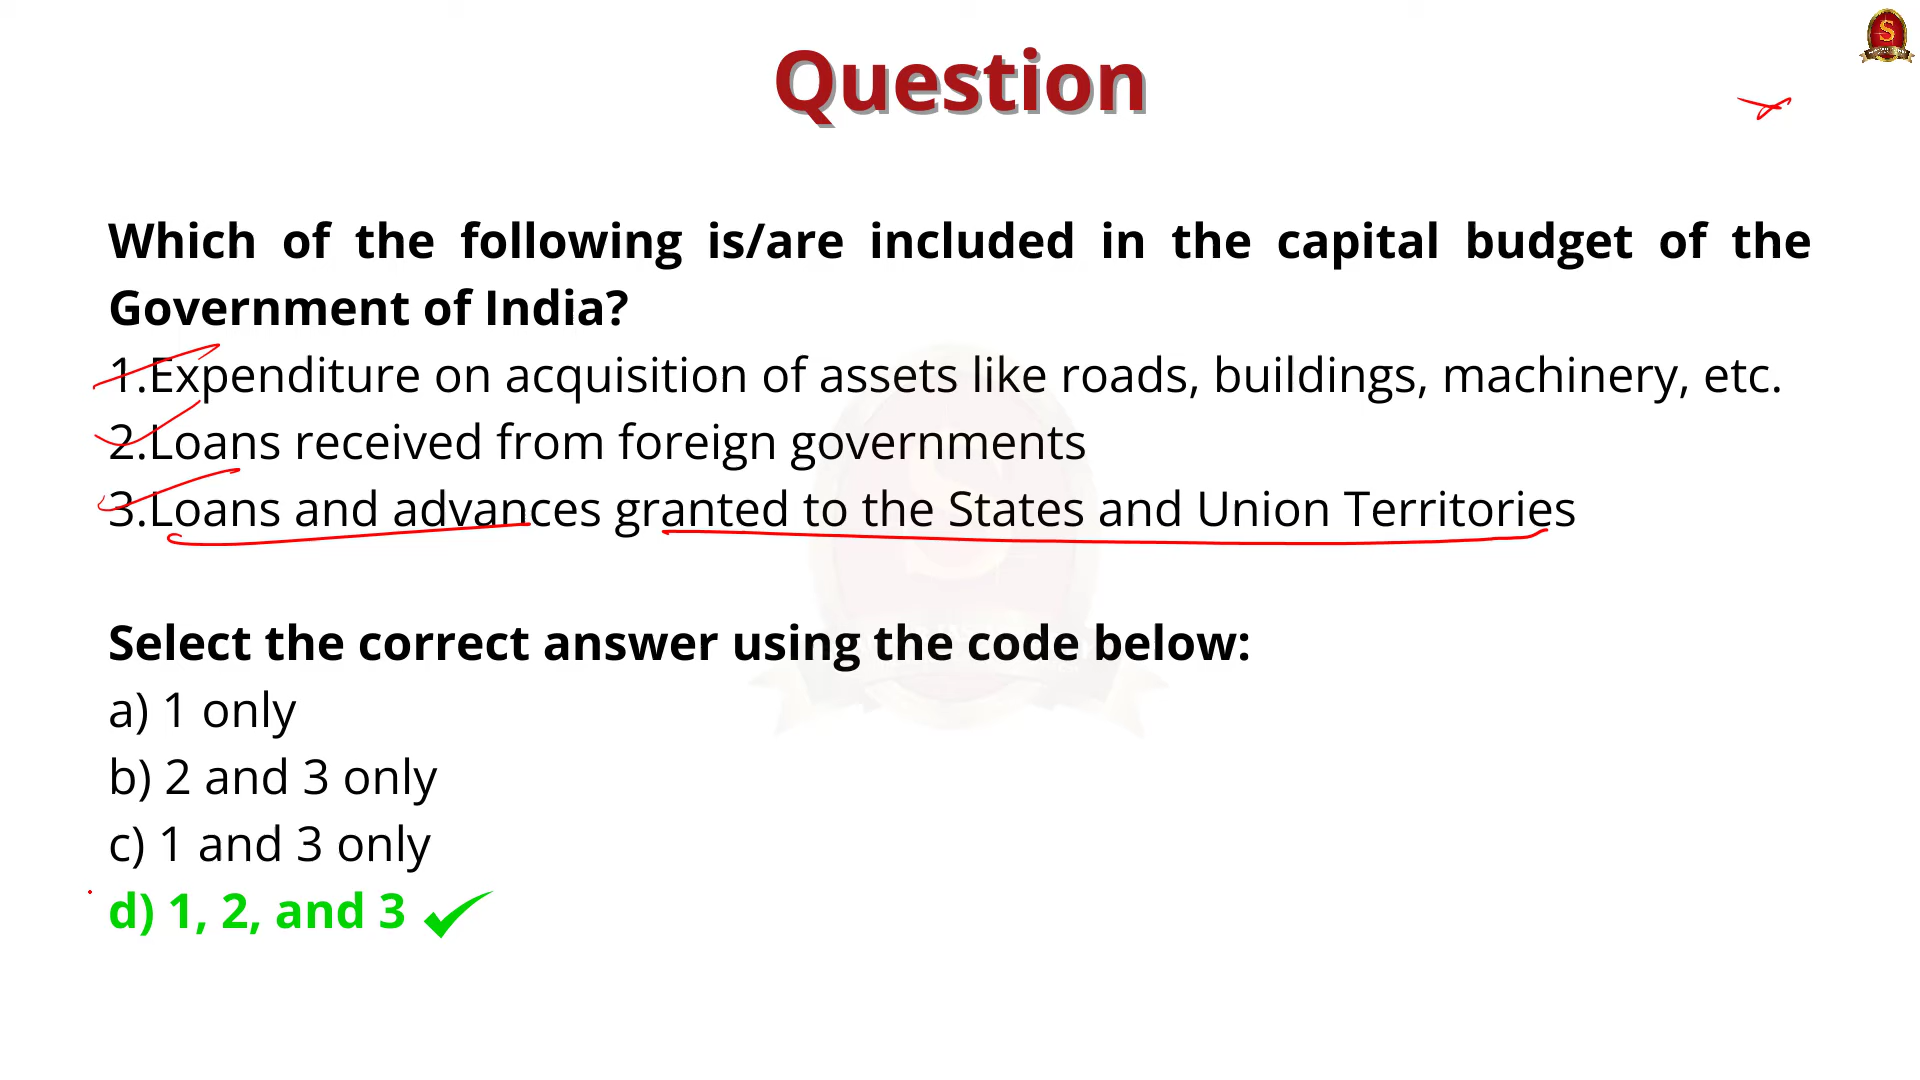 Question
Which of the following is/are included in the capital budget of the
Government of India?
1.Expenditure on acquisition of assets like roads, buildings, machinery, etc.
2.Loans received from foreign governments
3.Loans and advances granted to the States and Union Territories
Select the correct answer using the code below:
a) 1 only
b) 2 and 3 only
c) 1 and 3 only
d) 1, 2, and 3